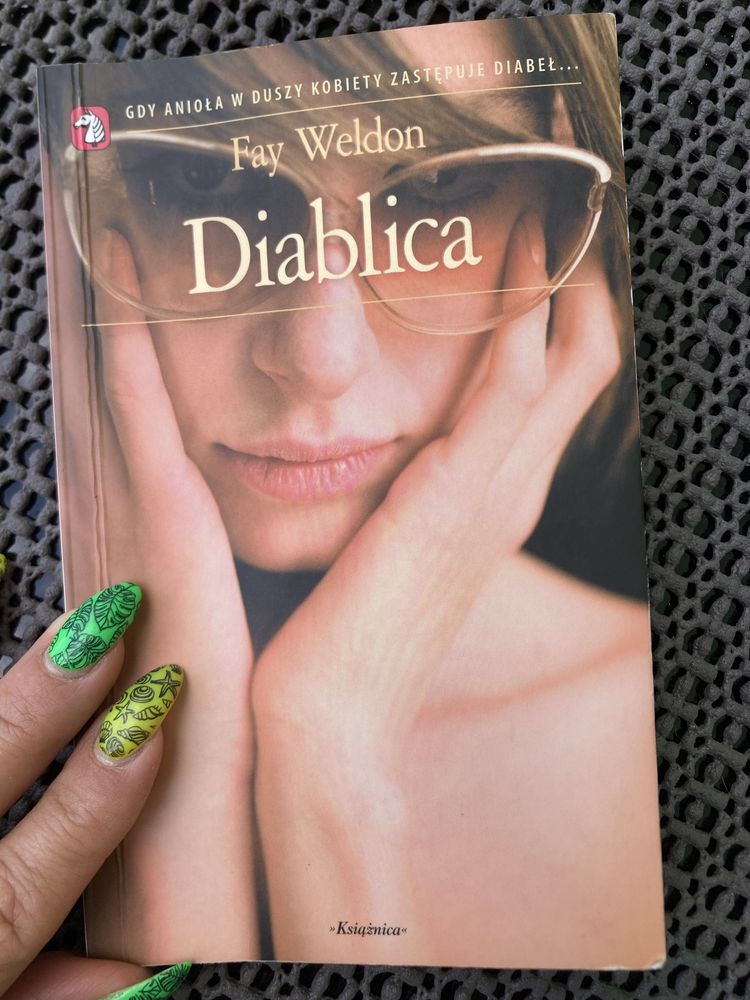 GDY ANIOŁA W DUSZY KOBIETY ZASTĘPUJE DIABEŁ...
Fay Weldon
Diablica
»Książnica«